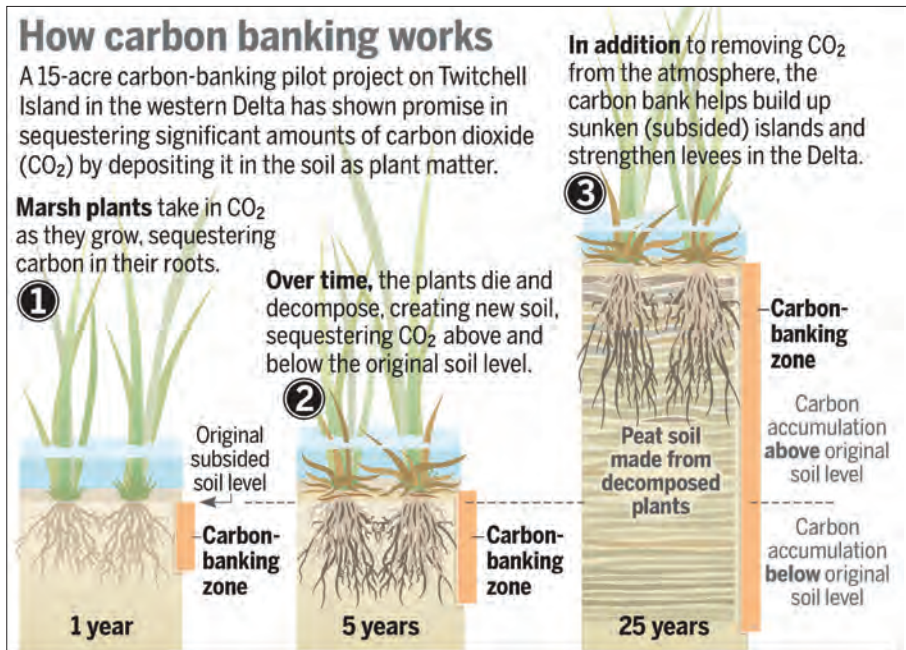 How carbon banking works
A 15-acre carbon-banking pilot project on Twitchell
Island in the western Delta has shown promise in
sequestering significant amounts of carbon dioxide
(CO₂) by depositing it in the soil as plant matter.
Marsh plants take in CO₂
as they grow, sequestering
carbon in their roots.
1
Over time, the plants die and
decompose, creating new soil,
sequestering CO₂ above and
below the original soil level.
2
In addition to removing CO₂
from the atmosphere, the
carbon bank helps build up
sunken (subsided) islands and
strengthen levees in the Delta.
3
Original
subsided
soil level
Carbon-
banking
zone
1 year
Carbon-
banking
zone
5 years
Carbon-
banking
zone
Carbon
accumulation
above original
soil level
Peat soil
made from
decomposed
plants
Carbon
accumulation
below original
soil level
25 years